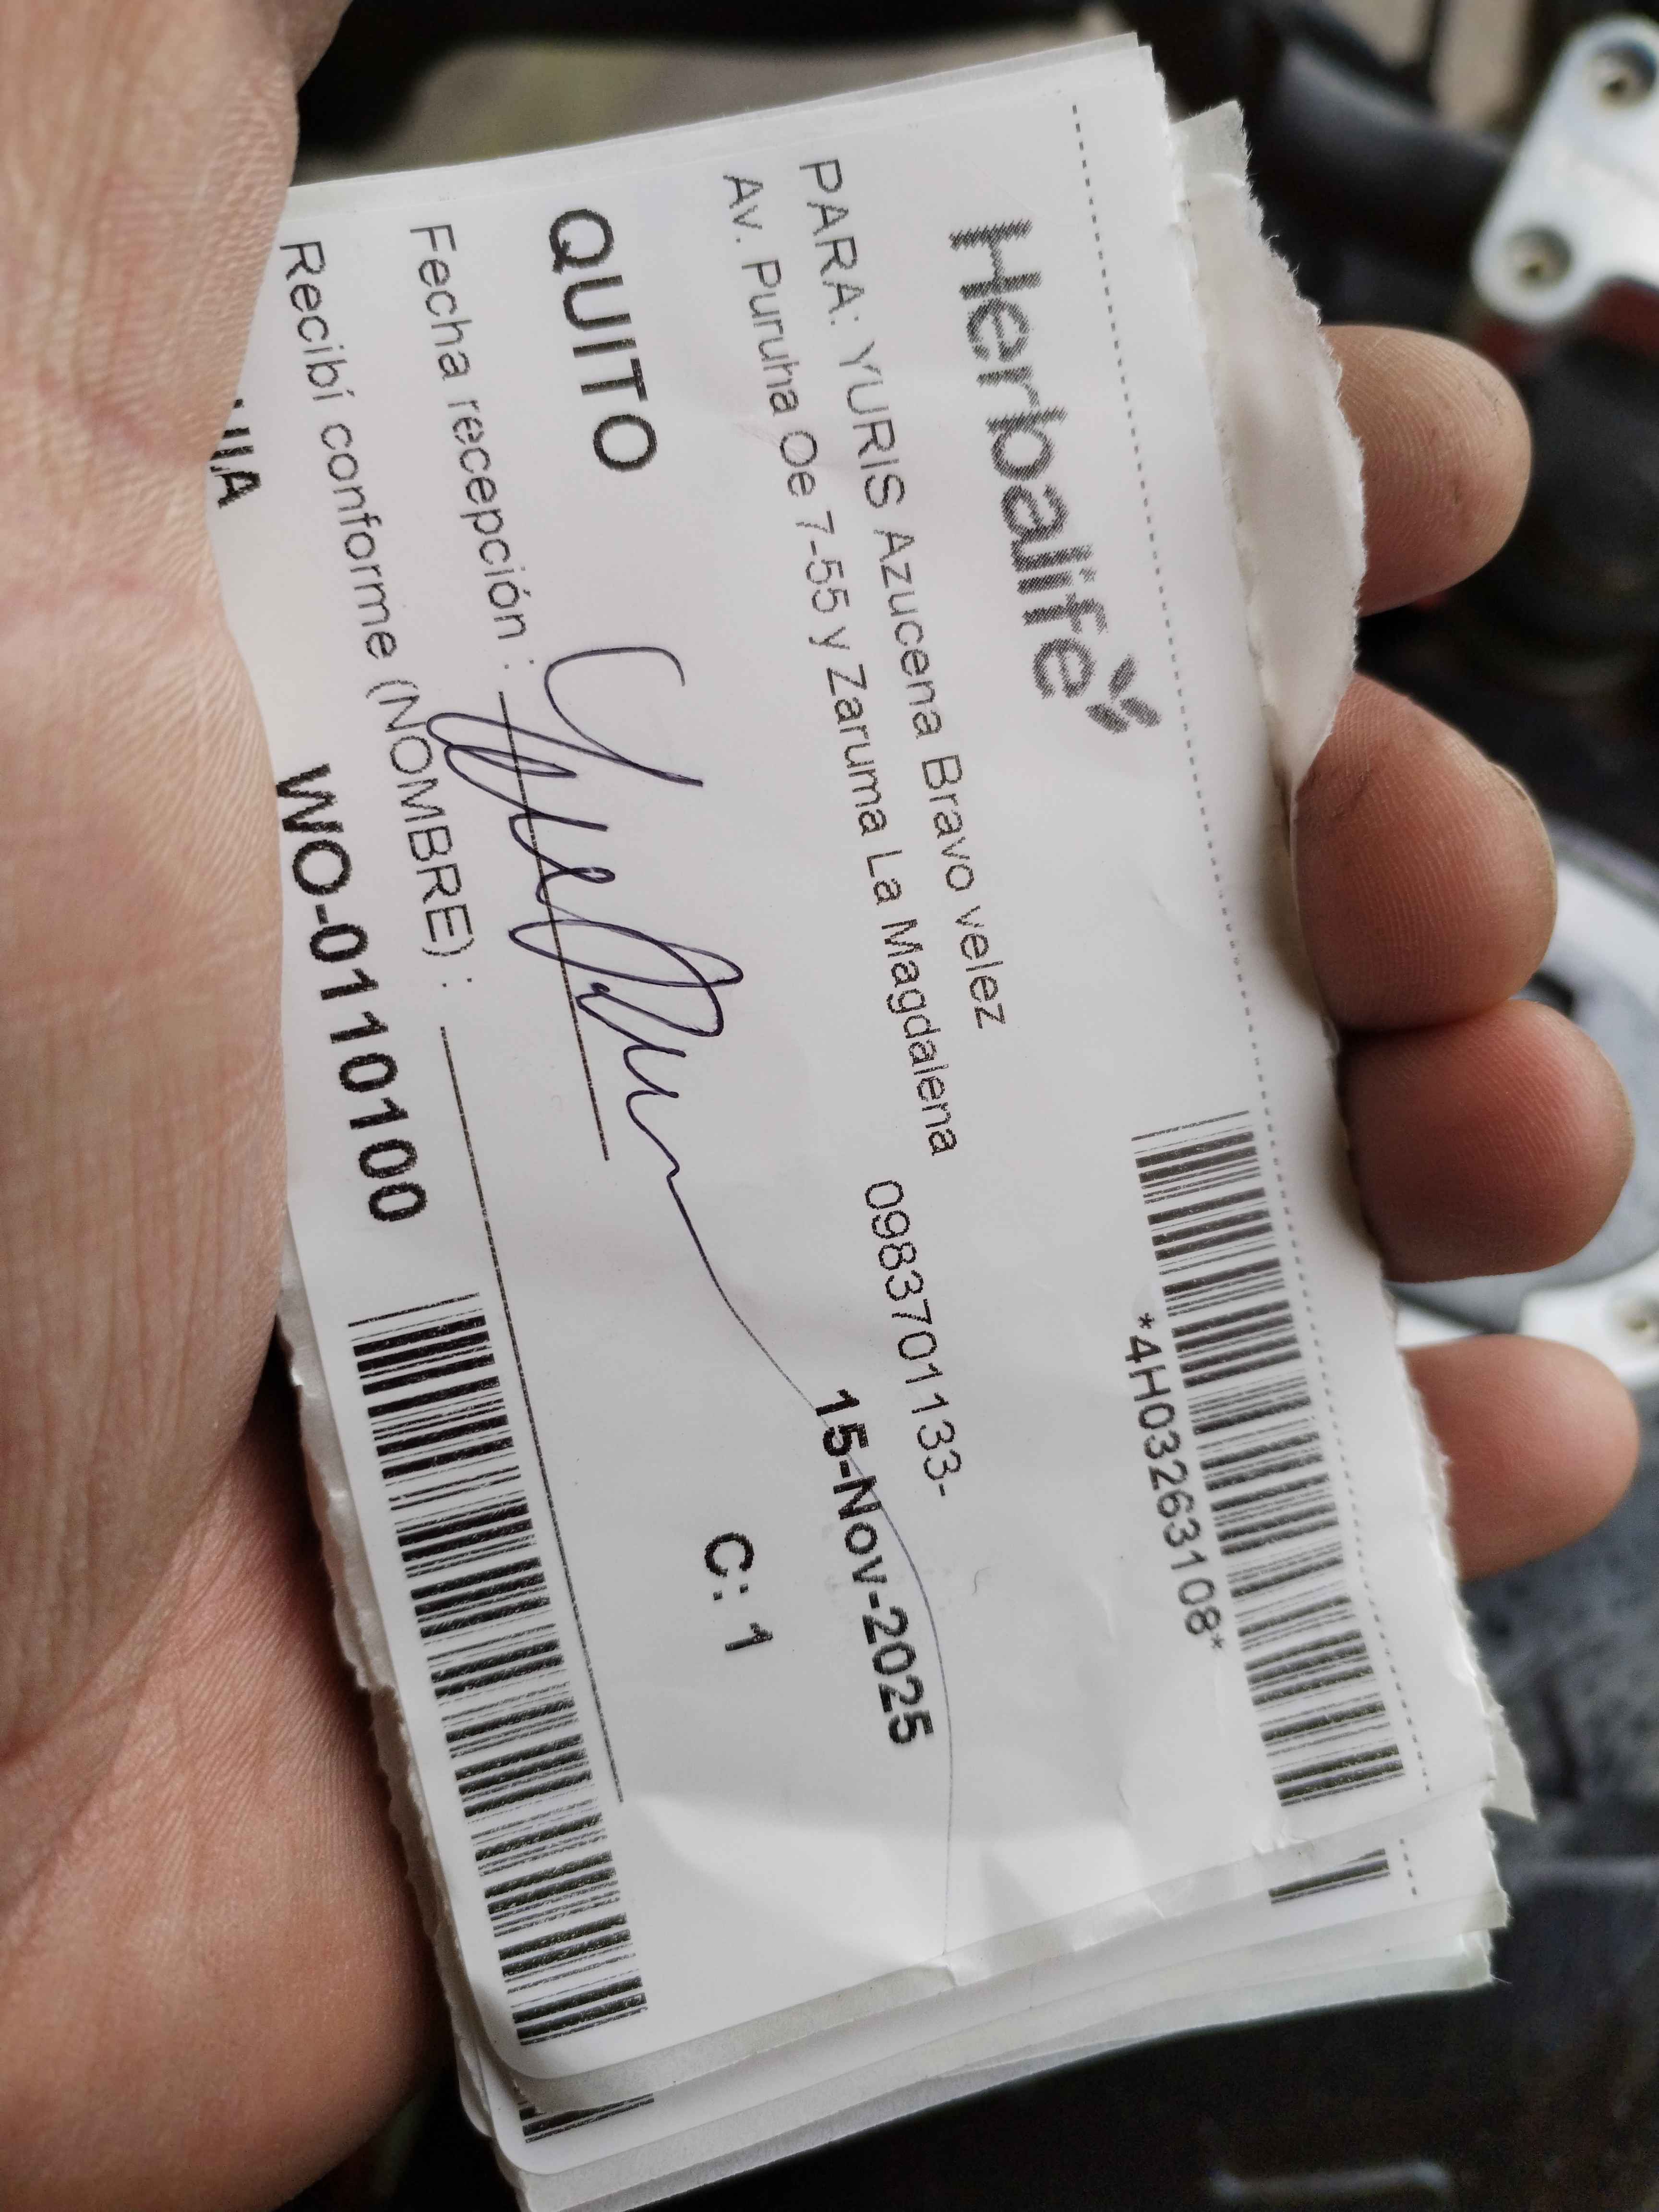 Herbalife
*4H03263108*
PARA: YURIS Azucena Bravo velez
Av. Puruha Oe 7-55 y Zaruma La Magdalena
0983701133-
15-Nov-2025
QUITO
C: 1
Fecha recepción :
Recibí conforme (NOMBRE) :
WO-0110100